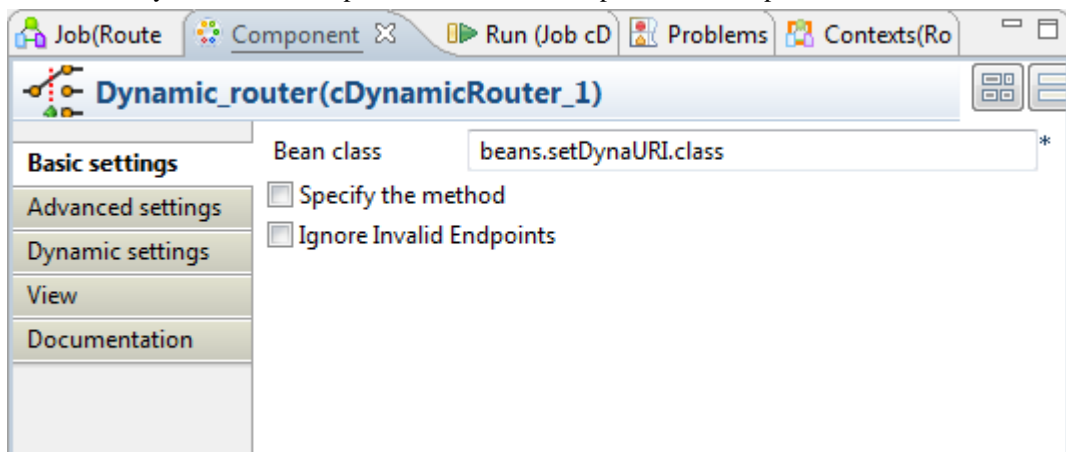 Job(Route Component Run (Job cD Problems Contexts(Ro
Dynamic_router(cDynamicRouter_1)
Basic settings
Bean class beans.setDynaURI.class *
Advanced settings
Specify the method
Dynamic settings
Ignore Invalid Endpoints
View
Documentation